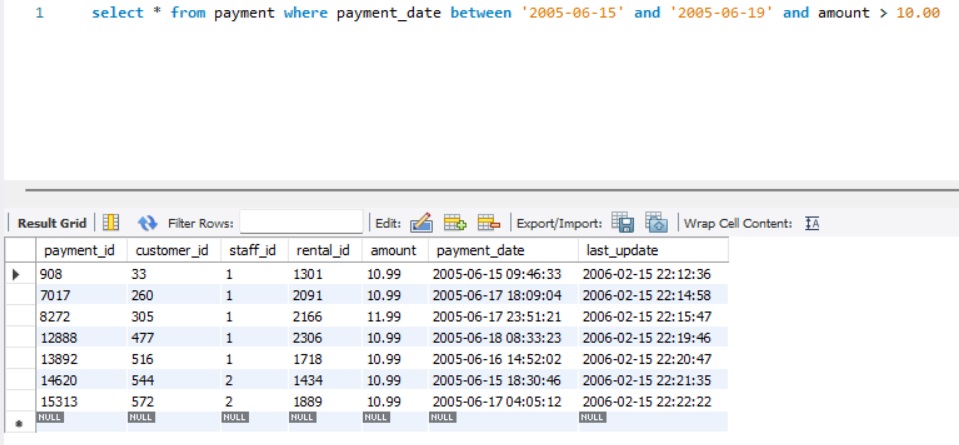 1 select * from payment where payment_date between '2005-06-15' and '2005-06-19' and amount > 10.00
Result Grid Filter Rows: Edit: Export/Import: Wrap Cell Content: IA
payment_id customer_id staff_id rental_id amount payment_date last_update
908 33 1 1301 10.99 2005-06-15 09:46:33 2006-02-15 22:12:36
7017 260 1 2091 10.99 2005-06-17 18:09:04 2006-02-15 22:14:58
8272 305 1 2166 11.99 2005-06-17 23:51:21 2006-02-15 22:15:47
12888 477 1 2306 10.99 2005-06-18 08:33:23 2006-02-15 22:19:46
13892 516 1 1718 10.99 2005-06-16 14:52:02 2006-02-15 22:20:47
14620 544 2 1434 10.99 2005-06-15 18:30:46 2006-02-15 22:21:35
15313 572 2 1889 10.99 2005-06-17 04:05:12 2006-02-15 22:22:22
NULL NULL NULL NULL NULL NULL NULL